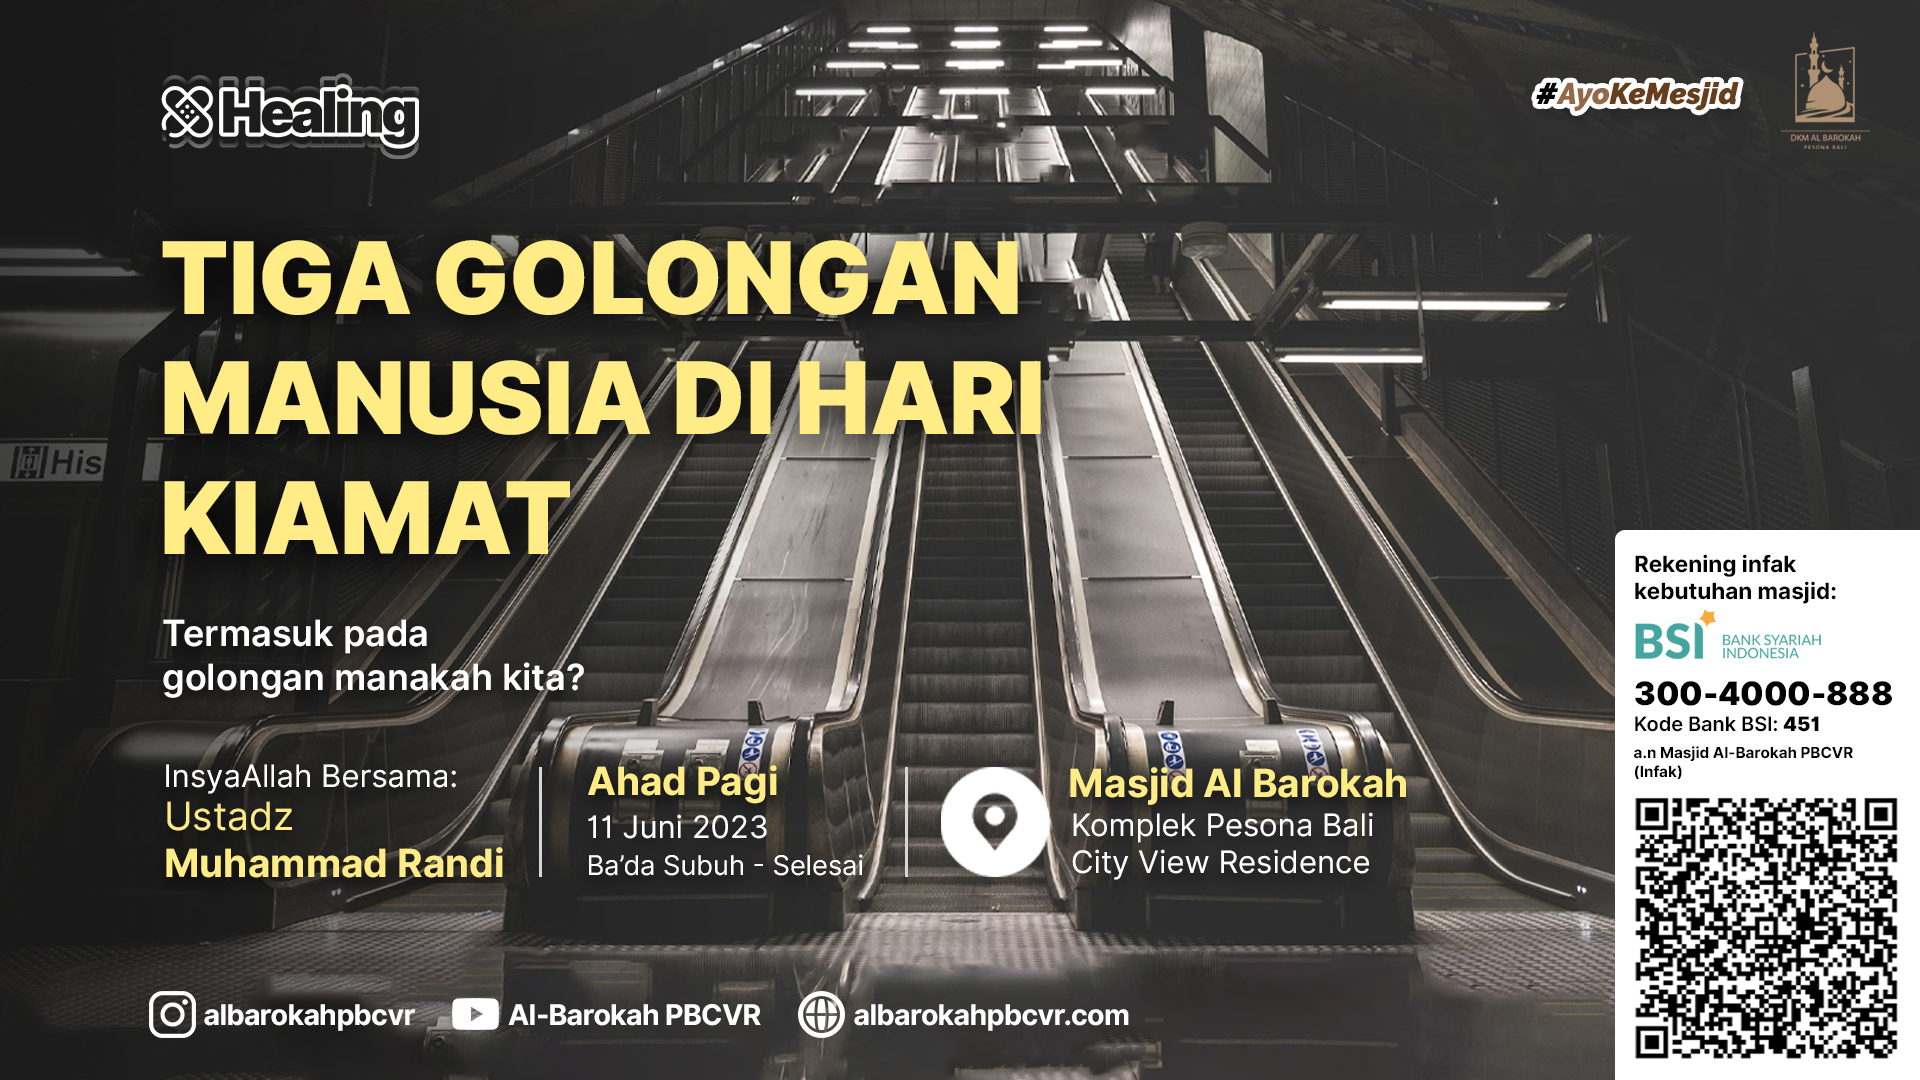 Healing
#AyoKeMesjid
DKM AL BAROKAH
PESONA BALI
TIGA GOLONGAN
MANUSIA DI HARI
KIAMAT
His
Termasuk pada
golongan manakah kita?
InsyaAllah Bersama:
Ustadz
Muhammad Randi
Ahad Pagi
11 Juni 2023
Ba’da Subuh - Selesai
Masjid Al Barokah
Komplek Pesona Bali
City View Residence
Rekening infak
kebutuhan masjid:
BSI BANK SYARIAH
INDONESIA
300-4000-888
Kode Bank BSI: 451
a.n Masjid Al-Barokah PBCVR
(Infak)
albarokahpbcvr
Al-Barokah PBCVR
albarokahpbcvr.com